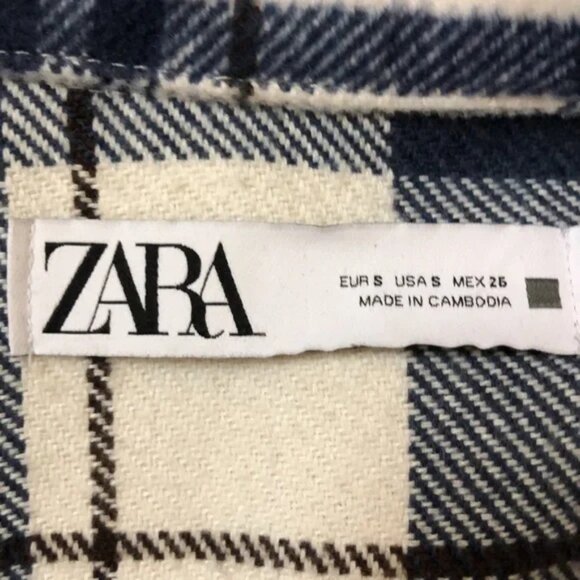 ZARA
EUR S USA S MEX 26
MADE IN CAMBODIA